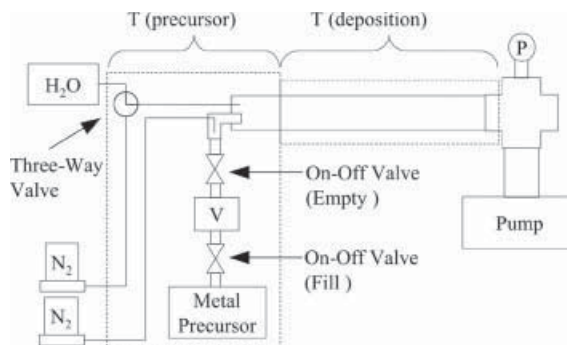 T (precursor)
T (deposition)
P
H₂O
Three-Way
Valve
On-Off Valve
(Empty )
V
Pump
On-Off Valve
(Fill )
N₂
N₂
Metal
Precursor